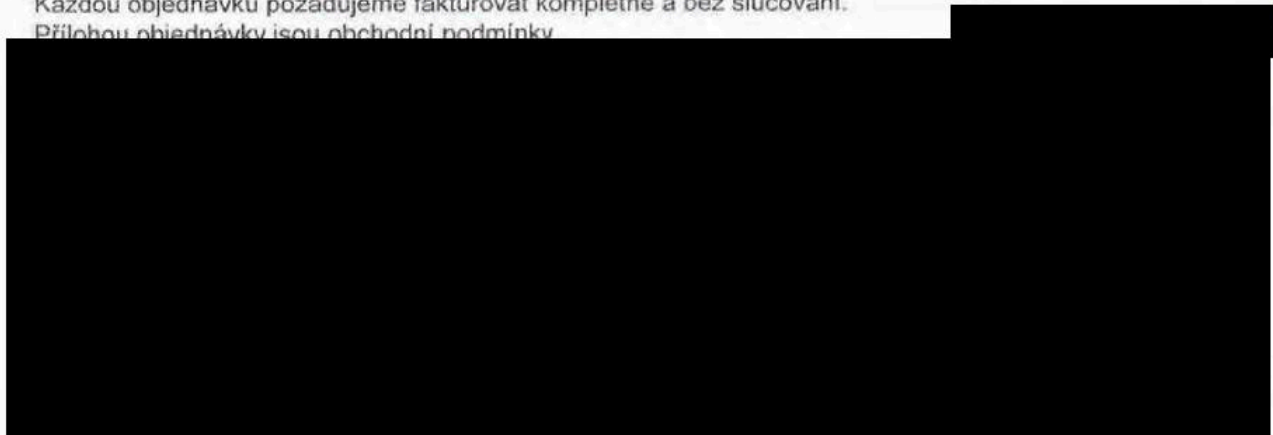 Každou objednávku požadujeme fakturovat kompletně a bez slučování.
Přílohou objednávky jsou obchodní podmínky